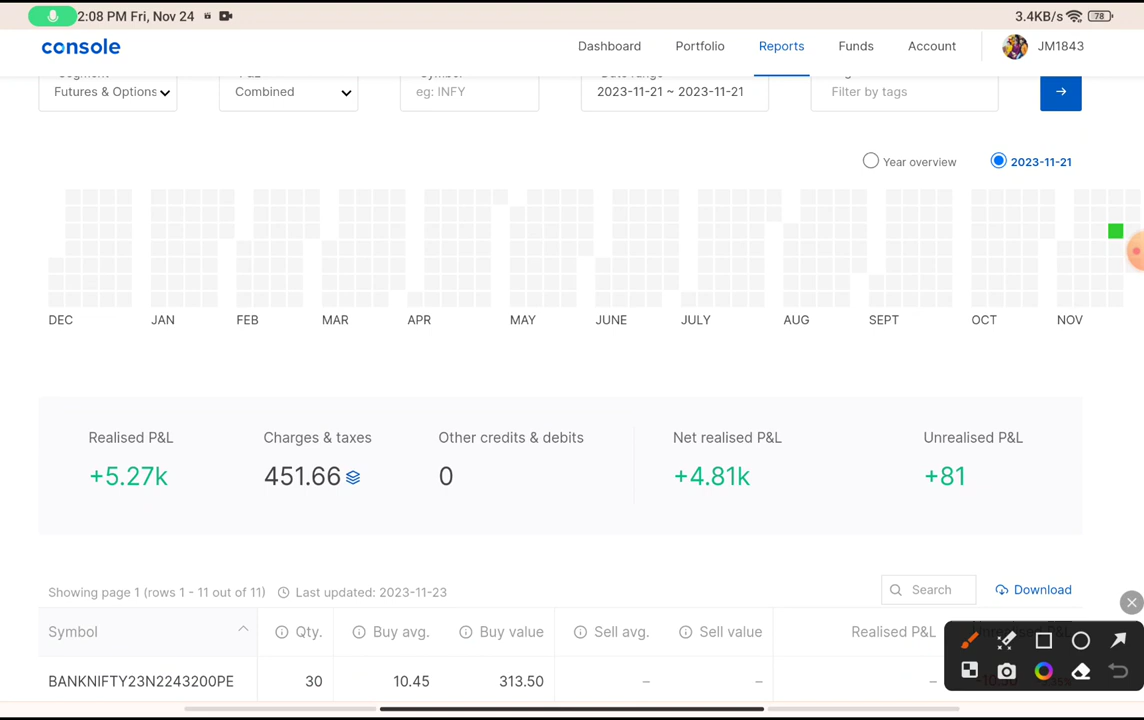 2:08 PM Fri, Nov 24 3.4KB/s 78
console Dashboard Portfolio Reports Funds Account JM1843
Futures & Options Combined eg: INFY 2023-11-21 ~ 2023-11-21 Filter by tags
Year overview 2023-11-21
DEC JAN FEB MAR APR MAY JUNE JULY AUG SEPT OCT NOV
Realised P&L Charges & taxes Other credits & debits Net realised P&L Unrealised P&L
+5.27k 451.66 0 +4.81k +81
Showing page 1 (rows 1 - 11 out of 11) Last updated: 2023-11-23 Search Download
Symbol Qty. Buy avg. Buy value Sell avg. Sell value Realised P&L
BANKNIFTY23N2243200PE 30 10.45 313.50 – – –